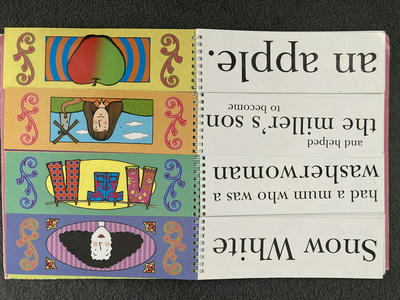 Snow White
had a mum who was a
washerwoman
and helped
the miller's son
to become
an apple.